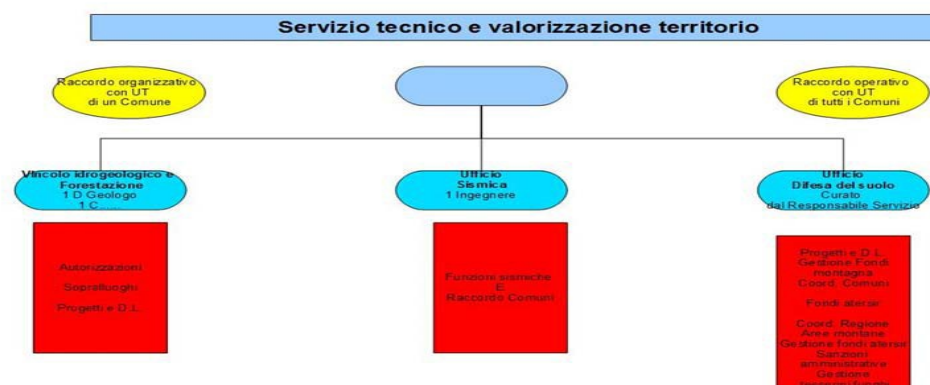 Servizio tecnico e valorizzazione territorio
Raccordo organizzativo
con UT
di un Comune
Raccordo operativo
con UT
di tutti i Comuni
Vincolo idrogeologico e
Forestazione
1 D Geologo
1 C
Ufficio
Sismica
1 Ingegnere
Ufficio
Difesa del suolo
Curato
dal Responsabile Servizio
Autorizzazioni
Sopralluoghi
Progetti e D.L.
Funzioni sismiche
E
Raccordo Comuni
Progetti e D.L.
Gestione Fondi
montagna
Coord. Comuni
Fondi atersir
Coord. Regione
Aree montane
Gestione fondi atersir
Sanzioni
amministrative
Gestione